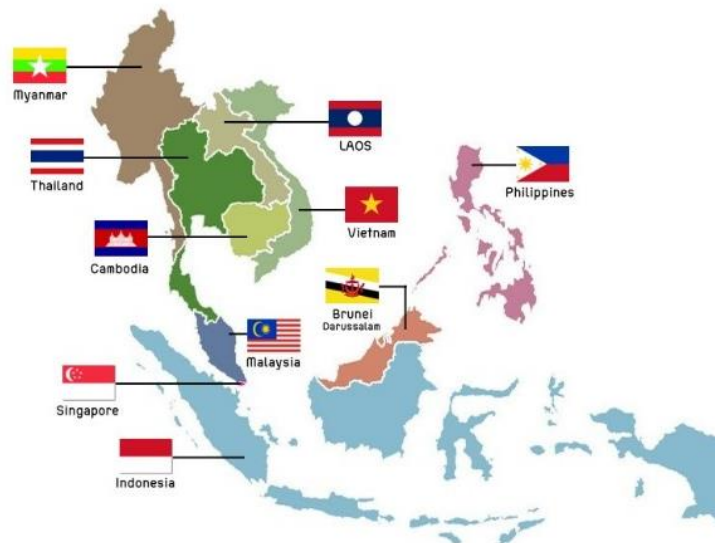 Myanmar
LAOS
Thailand
Philippines
Vietnam
Cambodia
Brunei
Darussalam
Malaysia
Singapore
Indonesia